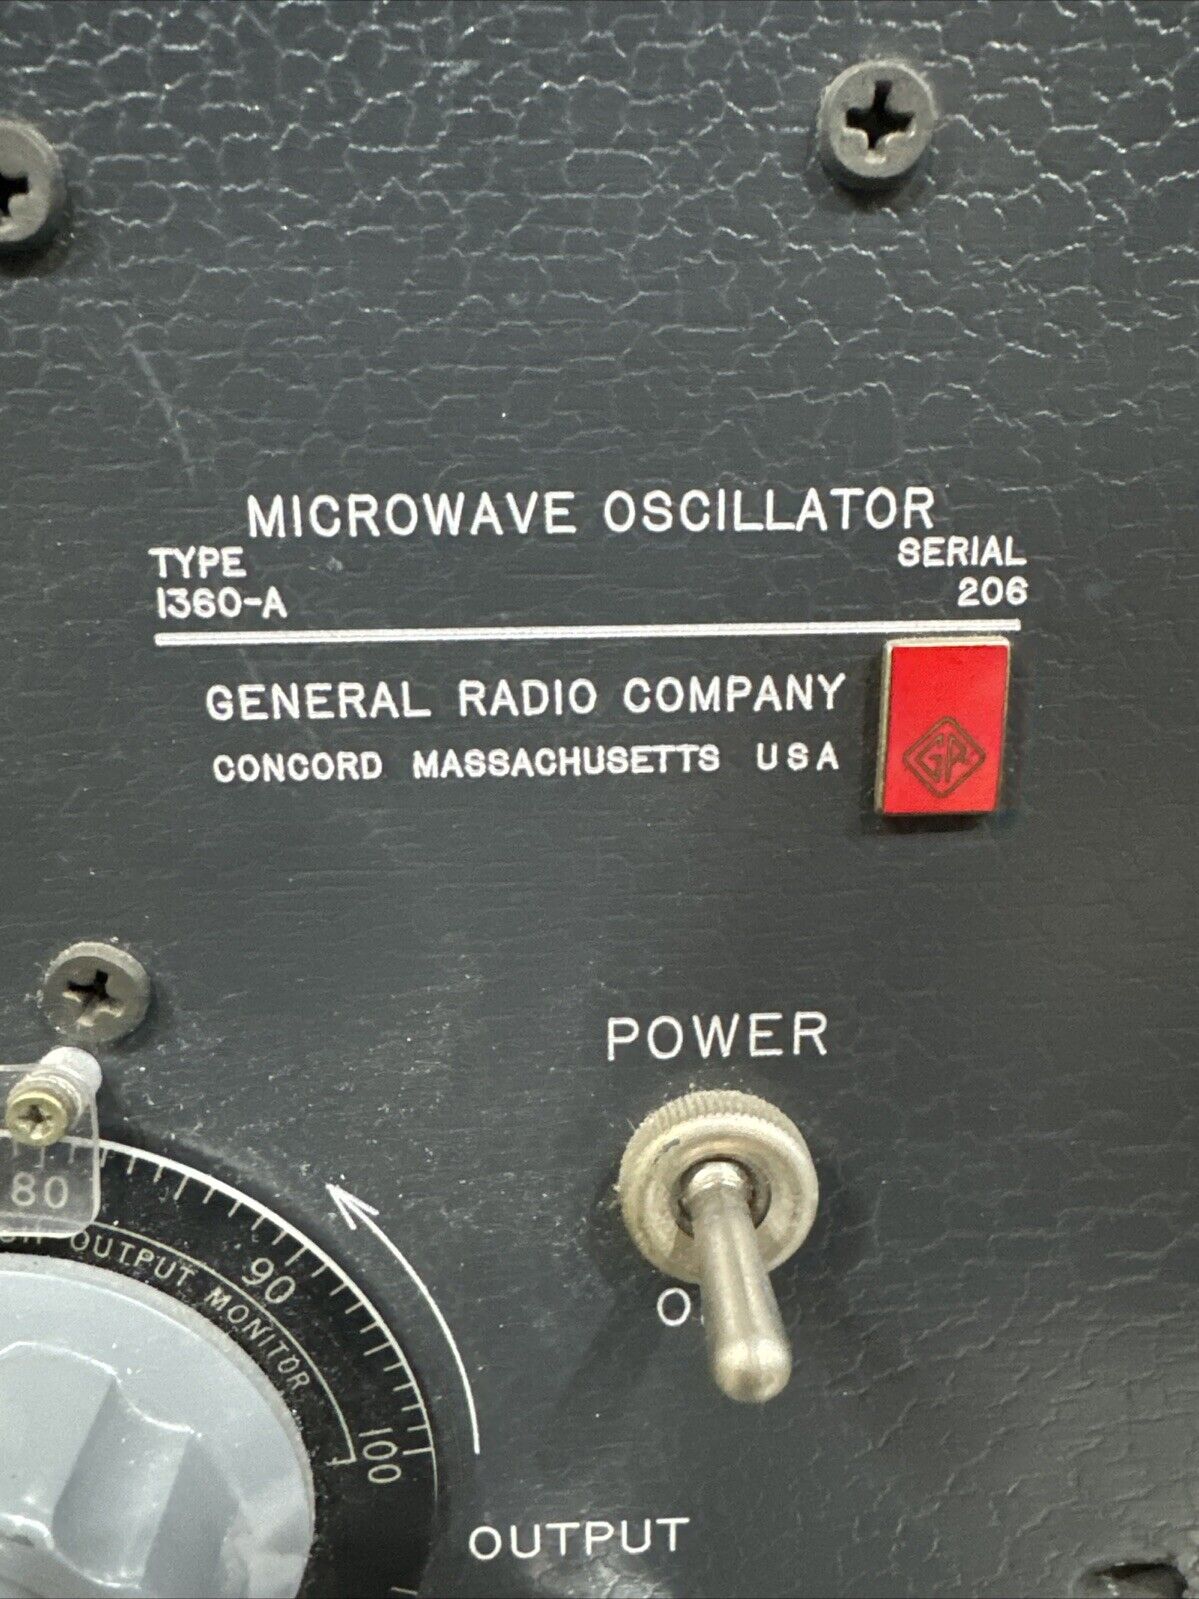 MICROWAVE OSCILLATOR
TYPE
1360-A
SERIAL
206
GENERAL RADIO COMPANY
CONCORD MASSACHUSETTS USA
GR
POWER
80
90
100
OUTPUT MONITOR
OUTPUT